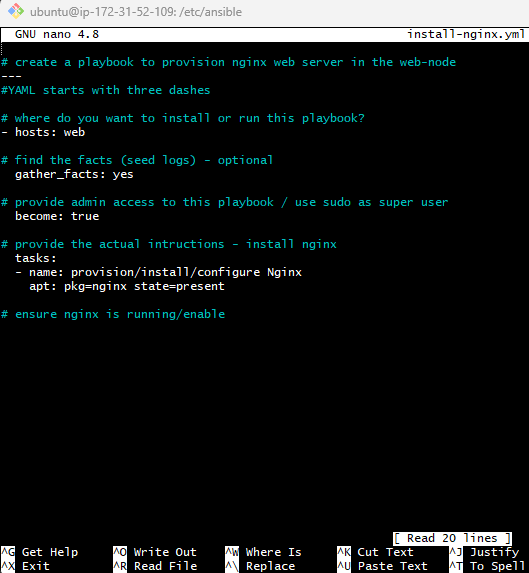 ubuntu@ip-172-31-52-109: /etc/ansible
GNU nano 4.8 install-nginx.yml
# create a playbook to provision nginx web server in the web-node
---
#YAML starts with three dashes
# where do you want to install or run this playbook?
- hosts: web
# find the facts (seed logs) - optional
gather_facts: yes
# provide admin access to this playbook / use sudo as super user
become: true
# provide the actual intructions - install nginx
tasks:
- name: provision/install/configure Nginx
apt: pkg=nginx state=present
# ensure nginx is running/enable
[ Read 20 lines ]
^G Get Help ^O Write Out ^W Where Is ^K Cut Text ^J Justify
^X Exit ^R Read File ^\ Replace ^U Paste Text ^T To Spell